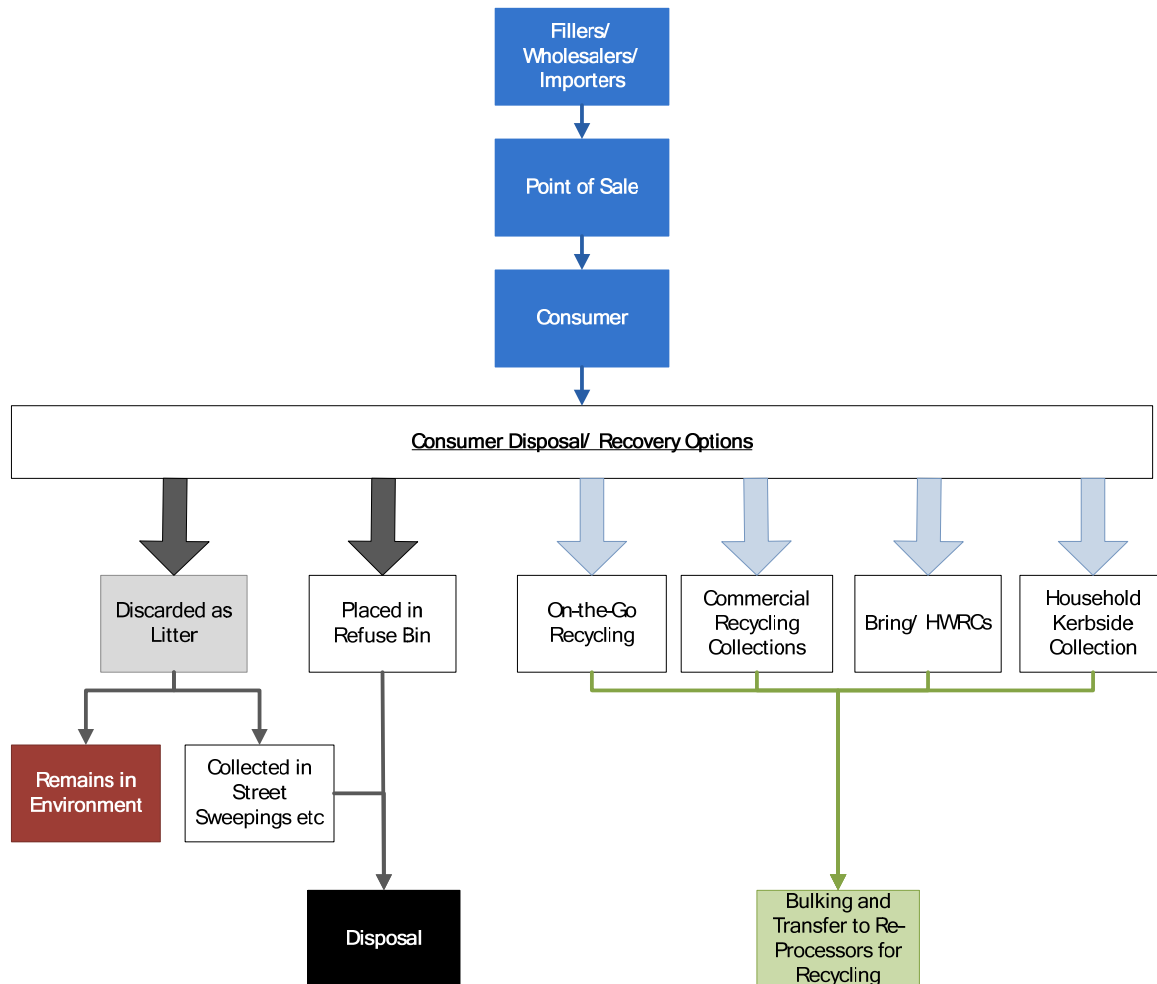 Fillers/
Wholesalers/
Importers
Point of Sale
Consumer
Consumer Disposal/ Recovery Options
Discarded as
Litter
Placed in
Refuse Bin
On-the-Go
Recycling
Commercial
Recycling
Collections
Bring/ HWRCs
Household
Kerbside
Collection
Remains in
Environment
Collected in
Street
Sweepings etc
Disposal
Bulking and
Transfer to Re-
Processors for
Recycling